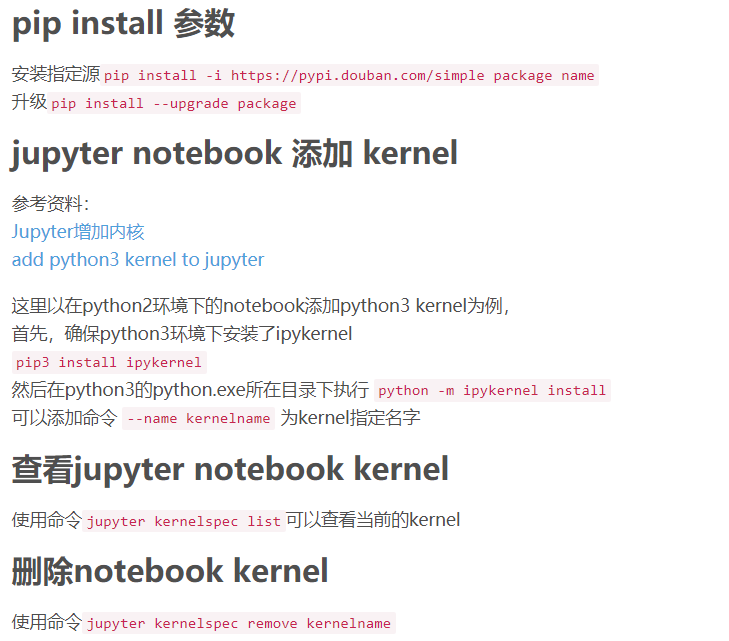 pip install 参数
安装指定源 pip install -i https://pypi.douban.com/simple package name
升级 pip install --upgrade package
jupyter notebook 添加 kernel
参考资料：
Jupyter增加内核
add python3 kernel to jupyter
这里以在python2环境下的notebook添加python3 kernel为例，
首先，确保python3环境下安装了ipykernel
pip3 install ipykernel
然后在python3的python.exe所在目录下执行 python -m ipykernel install
可以添加命令 --name kernelname 为kernel指定名字
查看jupyter notebook kernel
使用命令 jupyter kernelspec list 可以查看当前的kernel
删除notebook kernel
使用命令 jupyter kernelspec remove kernelname